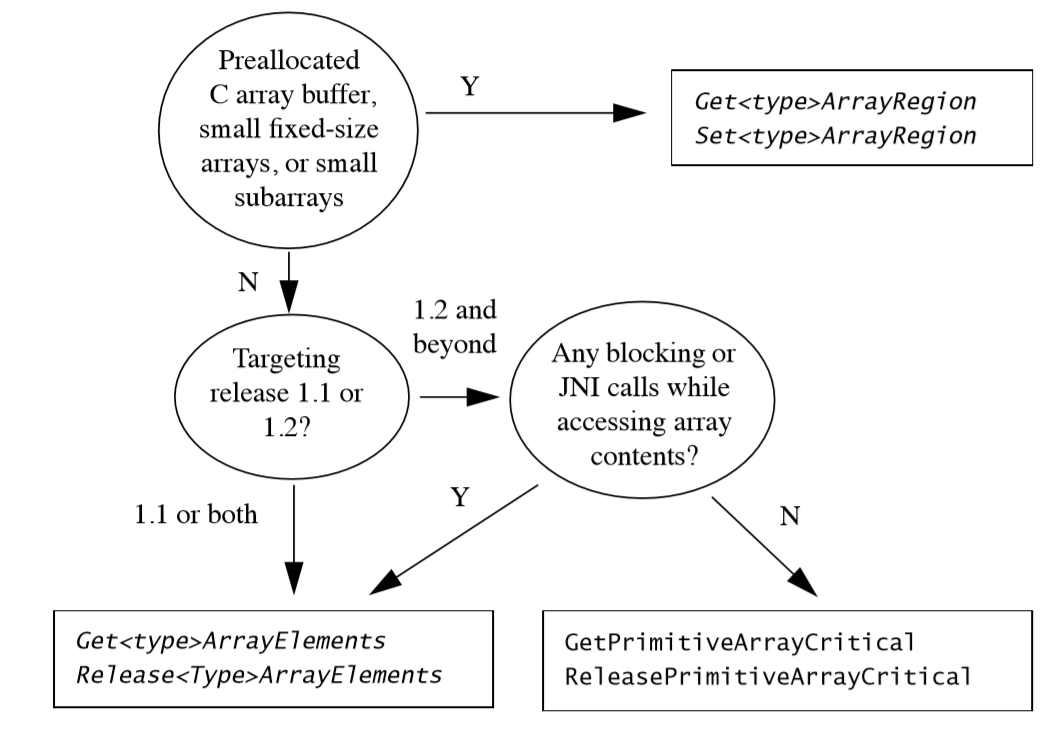 Preallocated
C array buffer,
small fixed-size
arrays, or small
subarrays
Y
Get<type>ArrayRegion
Set<type>ArrayRegion
N
Targeting
release 1.1 or
1.2?
1.2 and
beyond
Any blocking or
JNI calls while
accessing array
contents?
1.1 or both
Y
N
Get<type>ArrayElements
Release<Type>ArrayElements
GetPrimitiveArrayCritical
ReleasePrimitiveArrayCritical